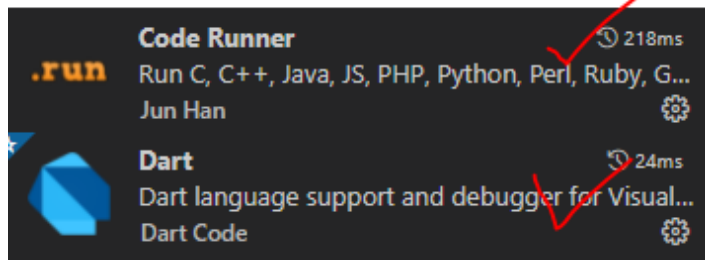 Code Runner 218ms
.run
Run C, C++, Java, JS, PHP, Python, Perl, Ruby, G...
Jun Han
Dart 24ms
Dart language support and debugger for Visual...
Dart Code